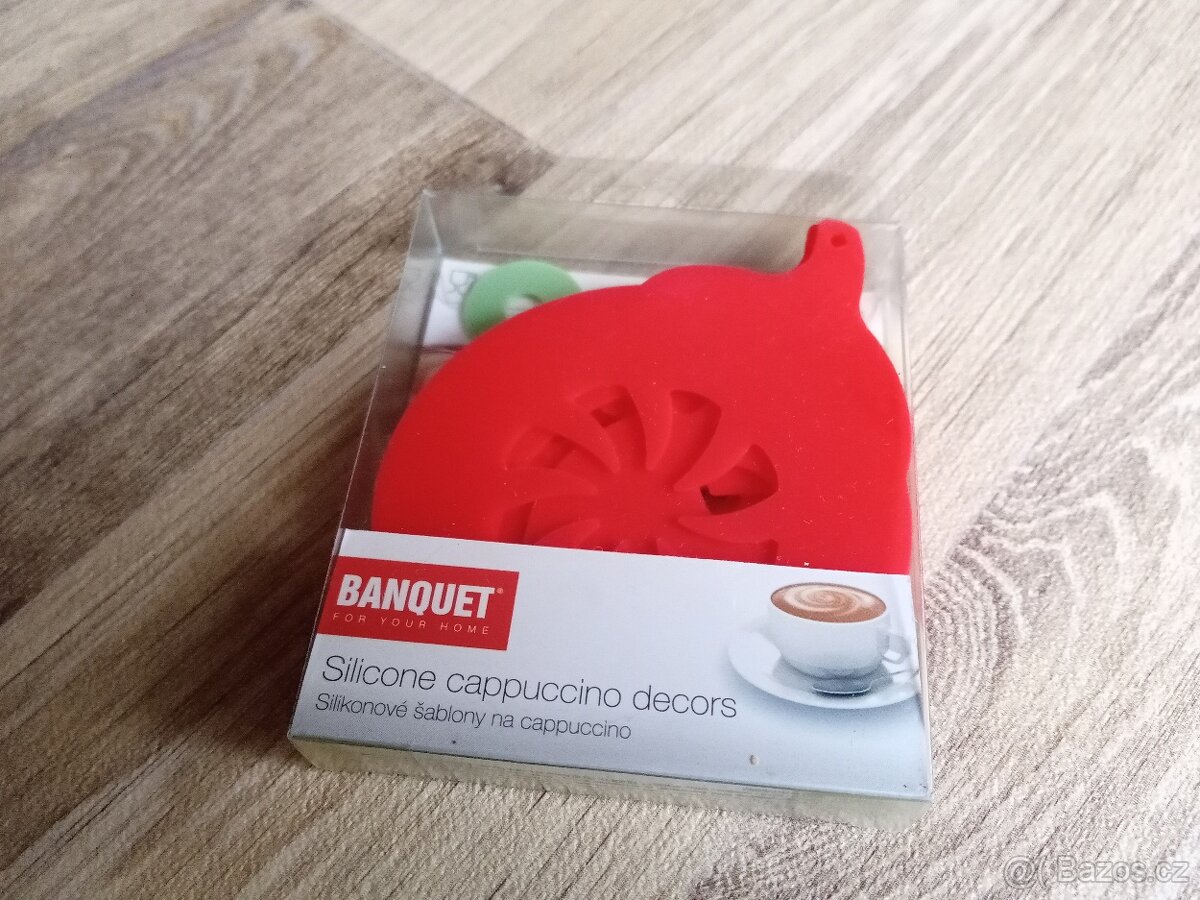 BANQUET®
FOR YOUR HOME
Silicone cappuccino decors
Silikonové šablony na cappuccino
@ Bazos.cz